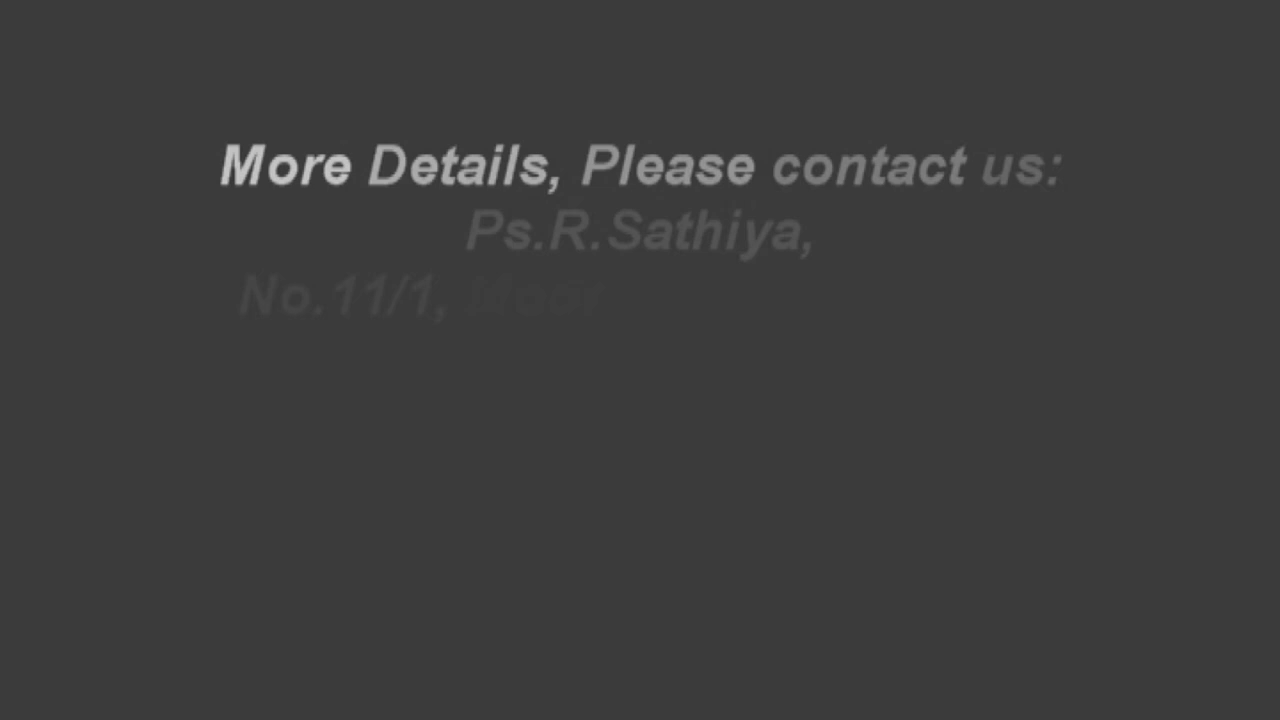 More Details, Please contact us:
Ps.R.Sathiya,
No.11/1,